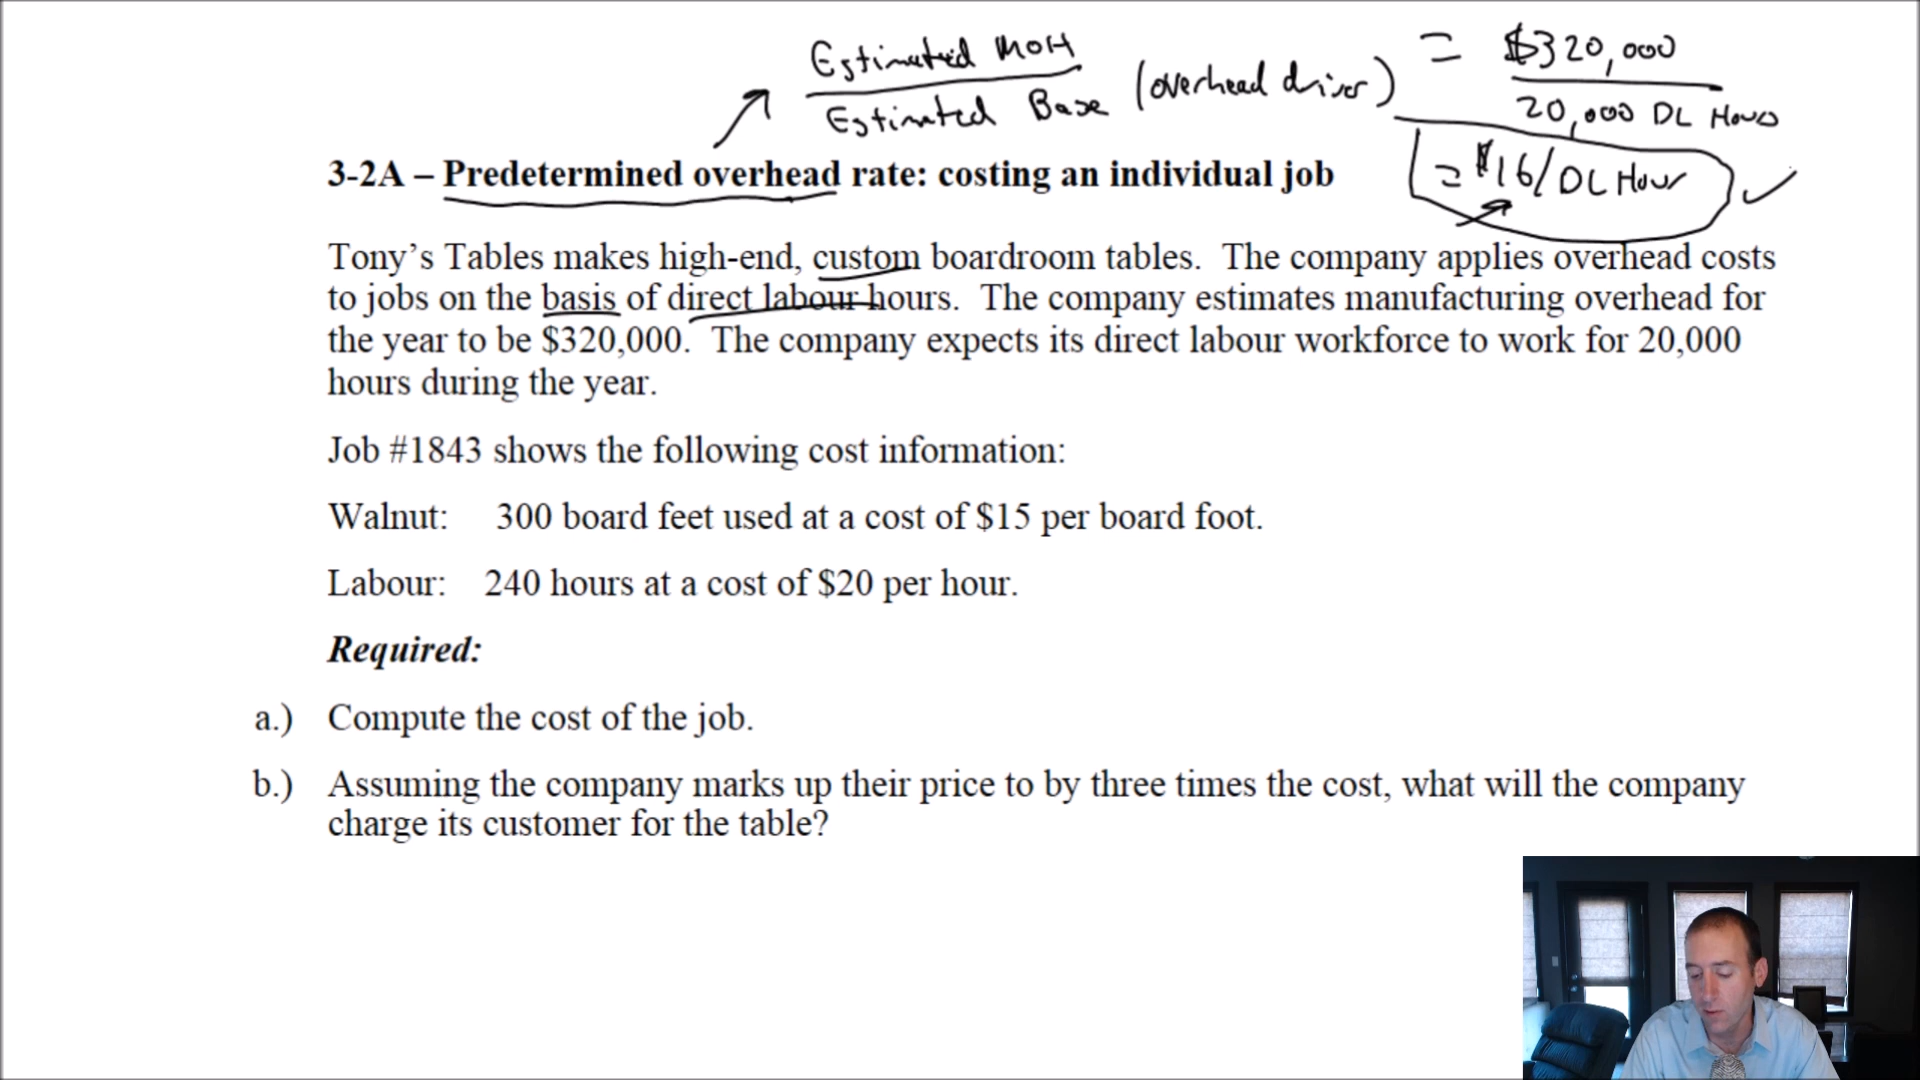 Estimated MOH
Estimated Base (overhead driver)
= $320,000
20,000 DL Hours
= $16/DL Hour
3-2A – Predetermined overhead rate: costing an individual job
Tony’s Tables makes high-end, custom boardroom tables. The company applies overhead costs
to jobs on the basis of direct labour hours. The company estimates manufacturing overhead for
the year to be $320,000. The company expects its direct labour workforce to work for 20,000
hours during the year.
Job #1843 shows the following cost information:
Walnut: 300 board feet used at a cost of $15 per board foot.
Labour: 240 hours at a cost of $20 per hour.
Required:
a.) Compute the cost of the job.
b.) Assuming the company marks up their price to by three times the cost, what will the company
charge its customer for the table?